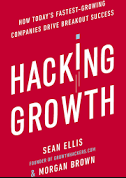 HOW TODAY'S FASTEST-GROWING
COMPANIES DRIVE BREAKOUT SUCCESS
HACKING
GROWTH
SEAN ELLIS
FOUNDER OF GROWTHHACKERS.COM
& MORGAN BROWN